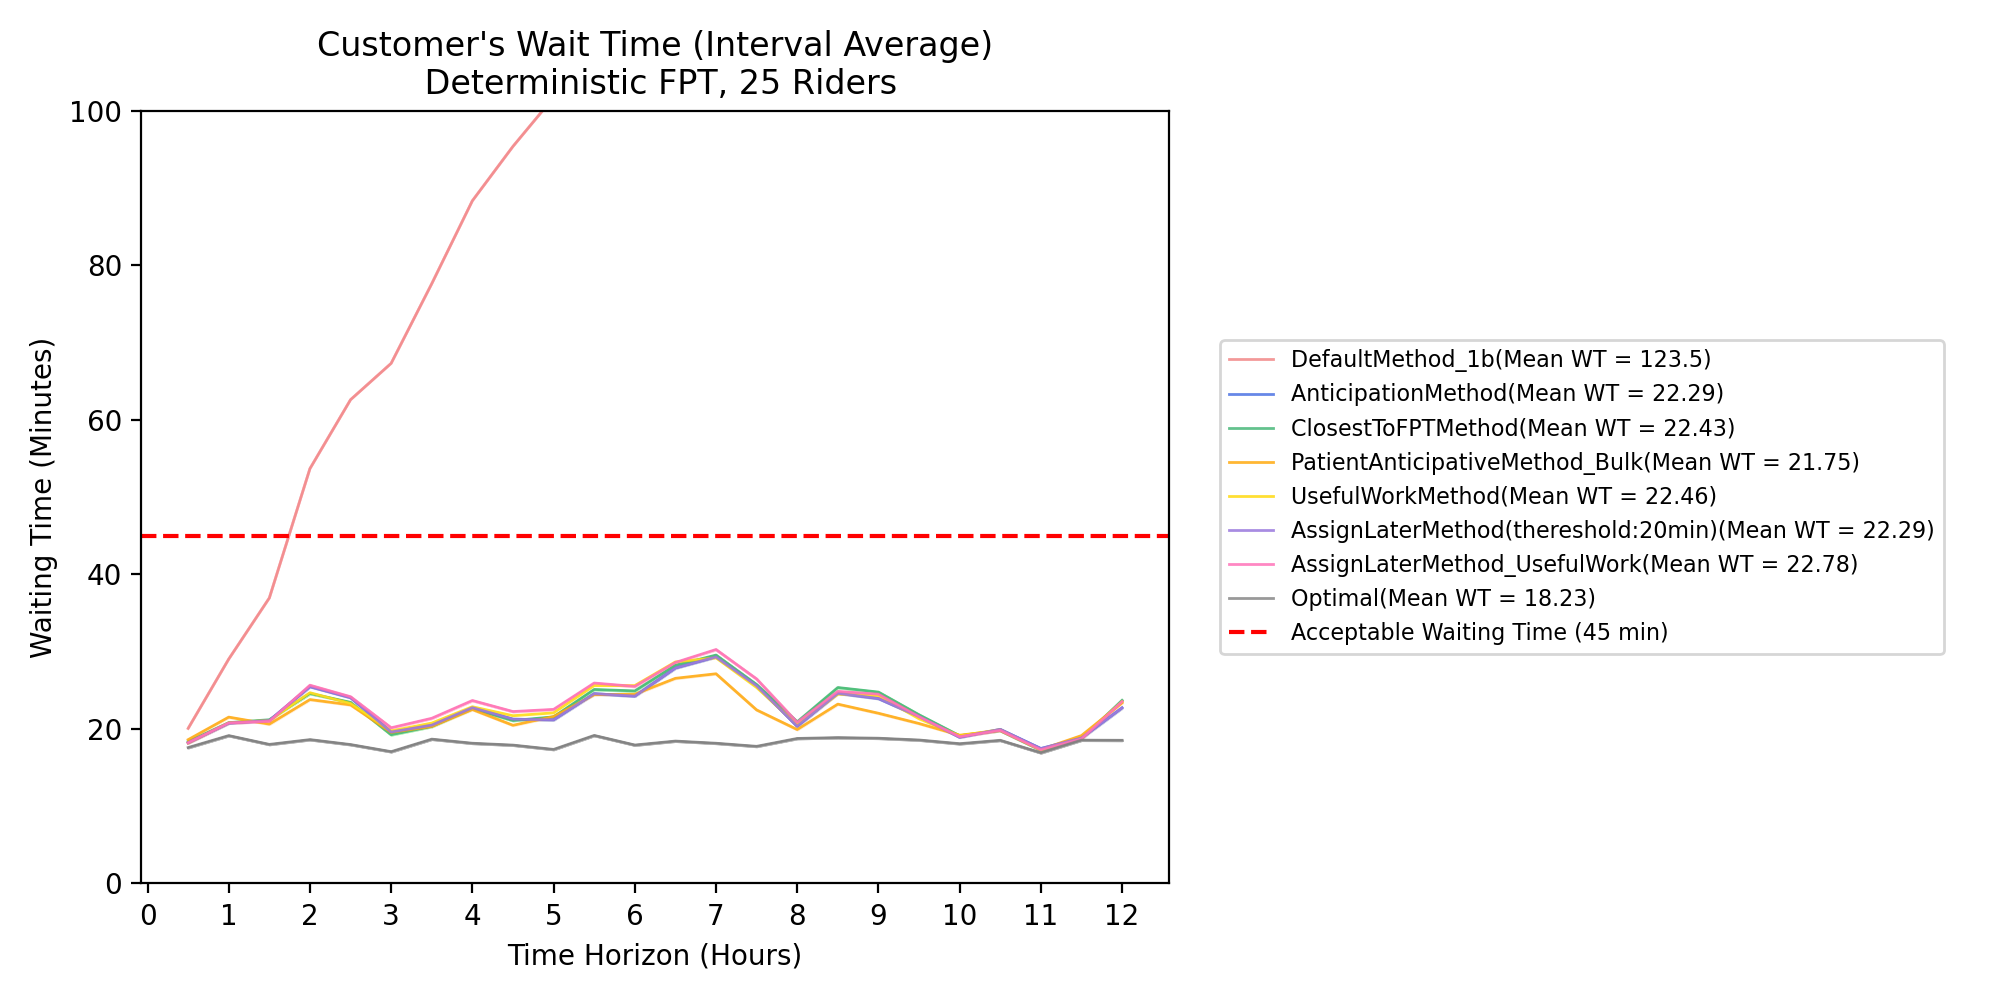 Customer's Wait Time (Interval Average)
Deterministic FPT, 25 Riders
Waiting Time (Minutes)
100
80
60
40
20
0
0 1 2 3 4 5 6 7 8 9 10 11 12
Time Horizon (Hours)
DefaultMethod_1b(Mean WT = 123.5)
AnticipationMethod(Mean WT = 22.29)
ClosestToFPTMethod(Mean WT = 22.43)
PatientAnticipativeMethod_Bulk(Mean WT = 21.75)
UsefulWorkMethod(Mean WT = 22.46)
AssignLaterMethod(thereshold:20min)(Mean WT = 22.29)
AssignLaterMethod_UsefulWork(Mean WT = 22.78)
Optimal(Mean WT = 18.23)
Acceptable Waiting Time (45 min)